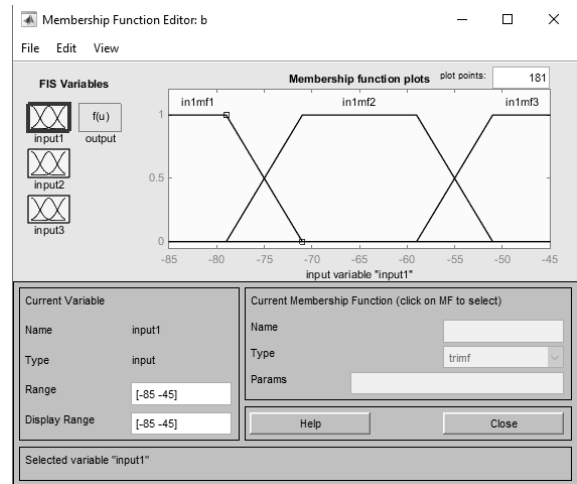 Membership Function Editor: b
File Edit View
FIS Variables
input1
f(u)
output
input2
input3
Membership function plots
plot points:
181
in1mf1
in1mf2
in1mf3
1
0.5
0
-85 -80 -75 -70 -65 -60 -55 -50 -45
input variable "input1"
Current Variable
Name input1
Type input
Range [-85 -45]
Display Range [-85 -45]
Current Membership Function (click on MF to select)
Name
Type trimf
Params
Help
Close
Selected variable "input1"